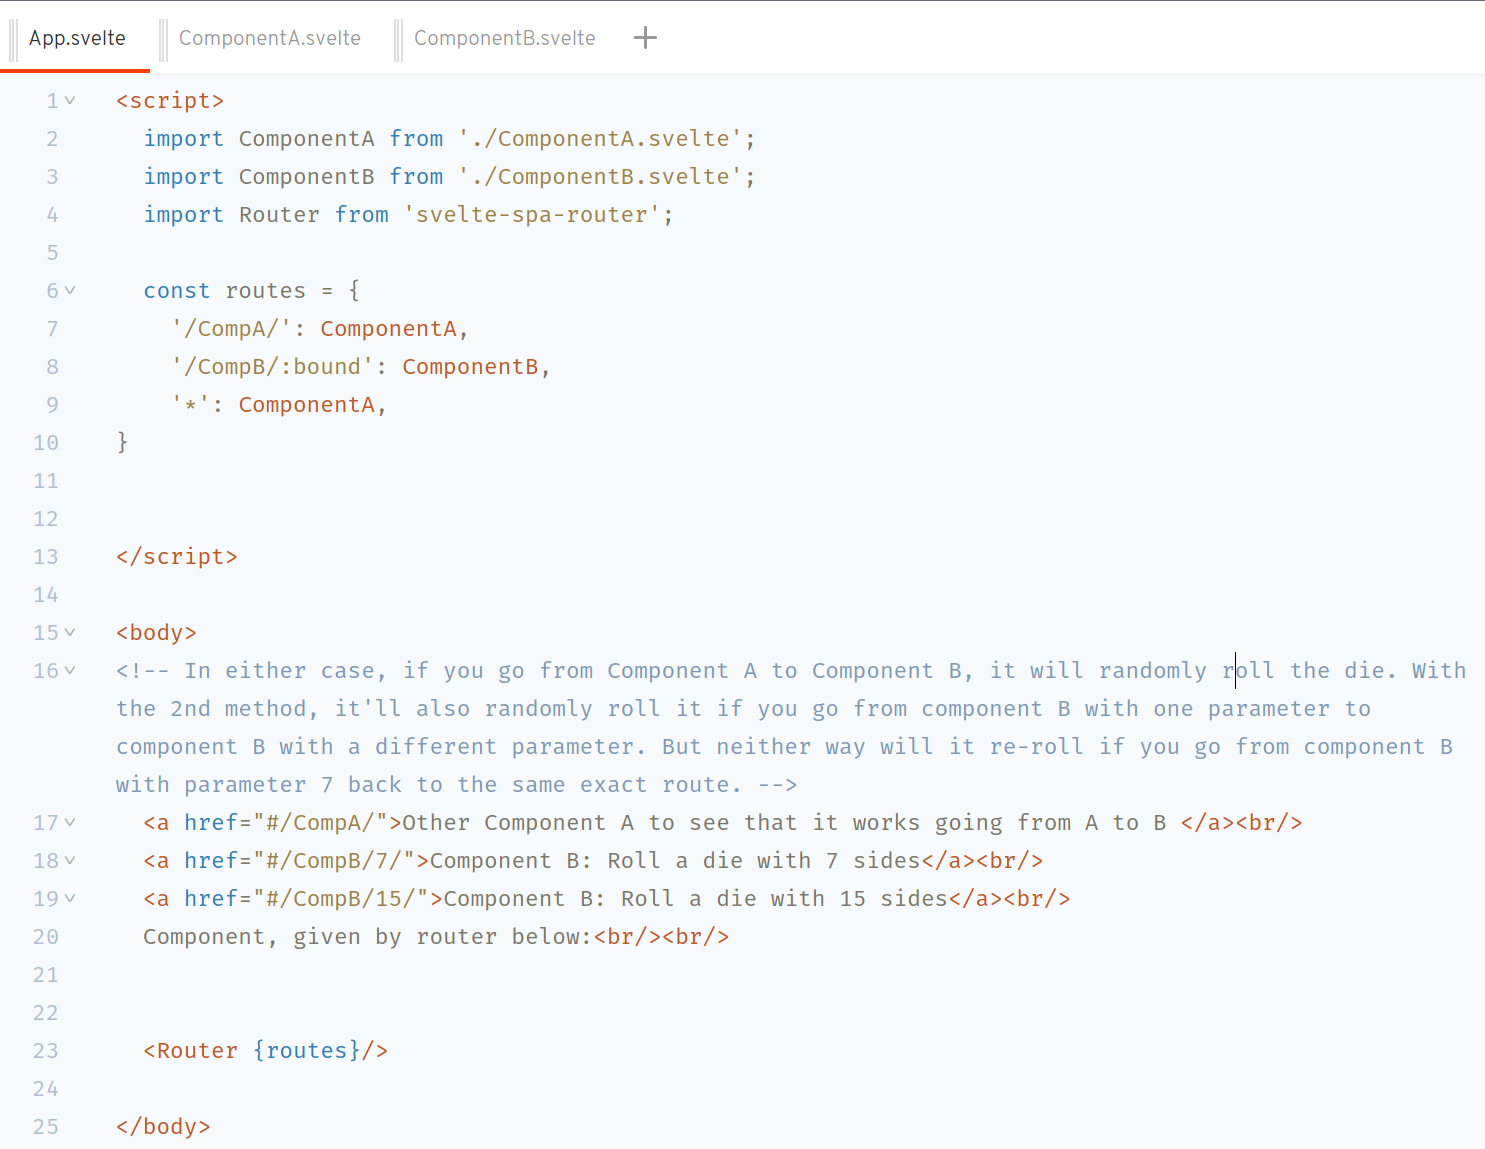 App.svelte ComponentA.svelte ComponentB.svelte +
1 <script>
2   import ComponentA from './ComponentA.svelte';
3   import ComponentB from './ComponentB.svelte';
4   import Router from 'svelte-spa-router';
5
6   const routes = {
7     '/CompA/': ComponentA,
8     '/CompB/:bound': ComponentB,
9     '*': ComponentA,
10 }
11
12
13 </script>
14
15 <body>
16 <!-- In either case, if you go from Component A to Component B, it will randomly roll the die. With
the 2nd method, it'll also randomly roll it if you go from component B with one parameter to
component B with a different parameter. But neither way will it re-roll if you go from component B
with parameter 7 back to the same exact route. -->
17   <a href="#/CompA/">Other Component A to see that it works going from A to B </a><br/>
18   <a href="#/CompB/7/">Component B: Roll a die with 7 sides</a><br/>
19   <a href="#/CompB/15/">Component B: Roll a die with 15 sides</a><br/>
20   Component, given by router below:<br/><br/>
21
22
23   <Router {routes}/>
24
25 </body>